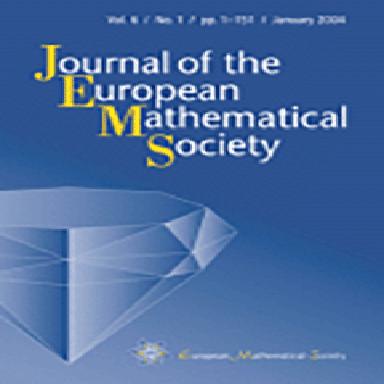 Vol. 6 / No. 1 / pp. 1–151 / January 2004
Journal of the
European
Mathematical
Society
European Mathematical Society